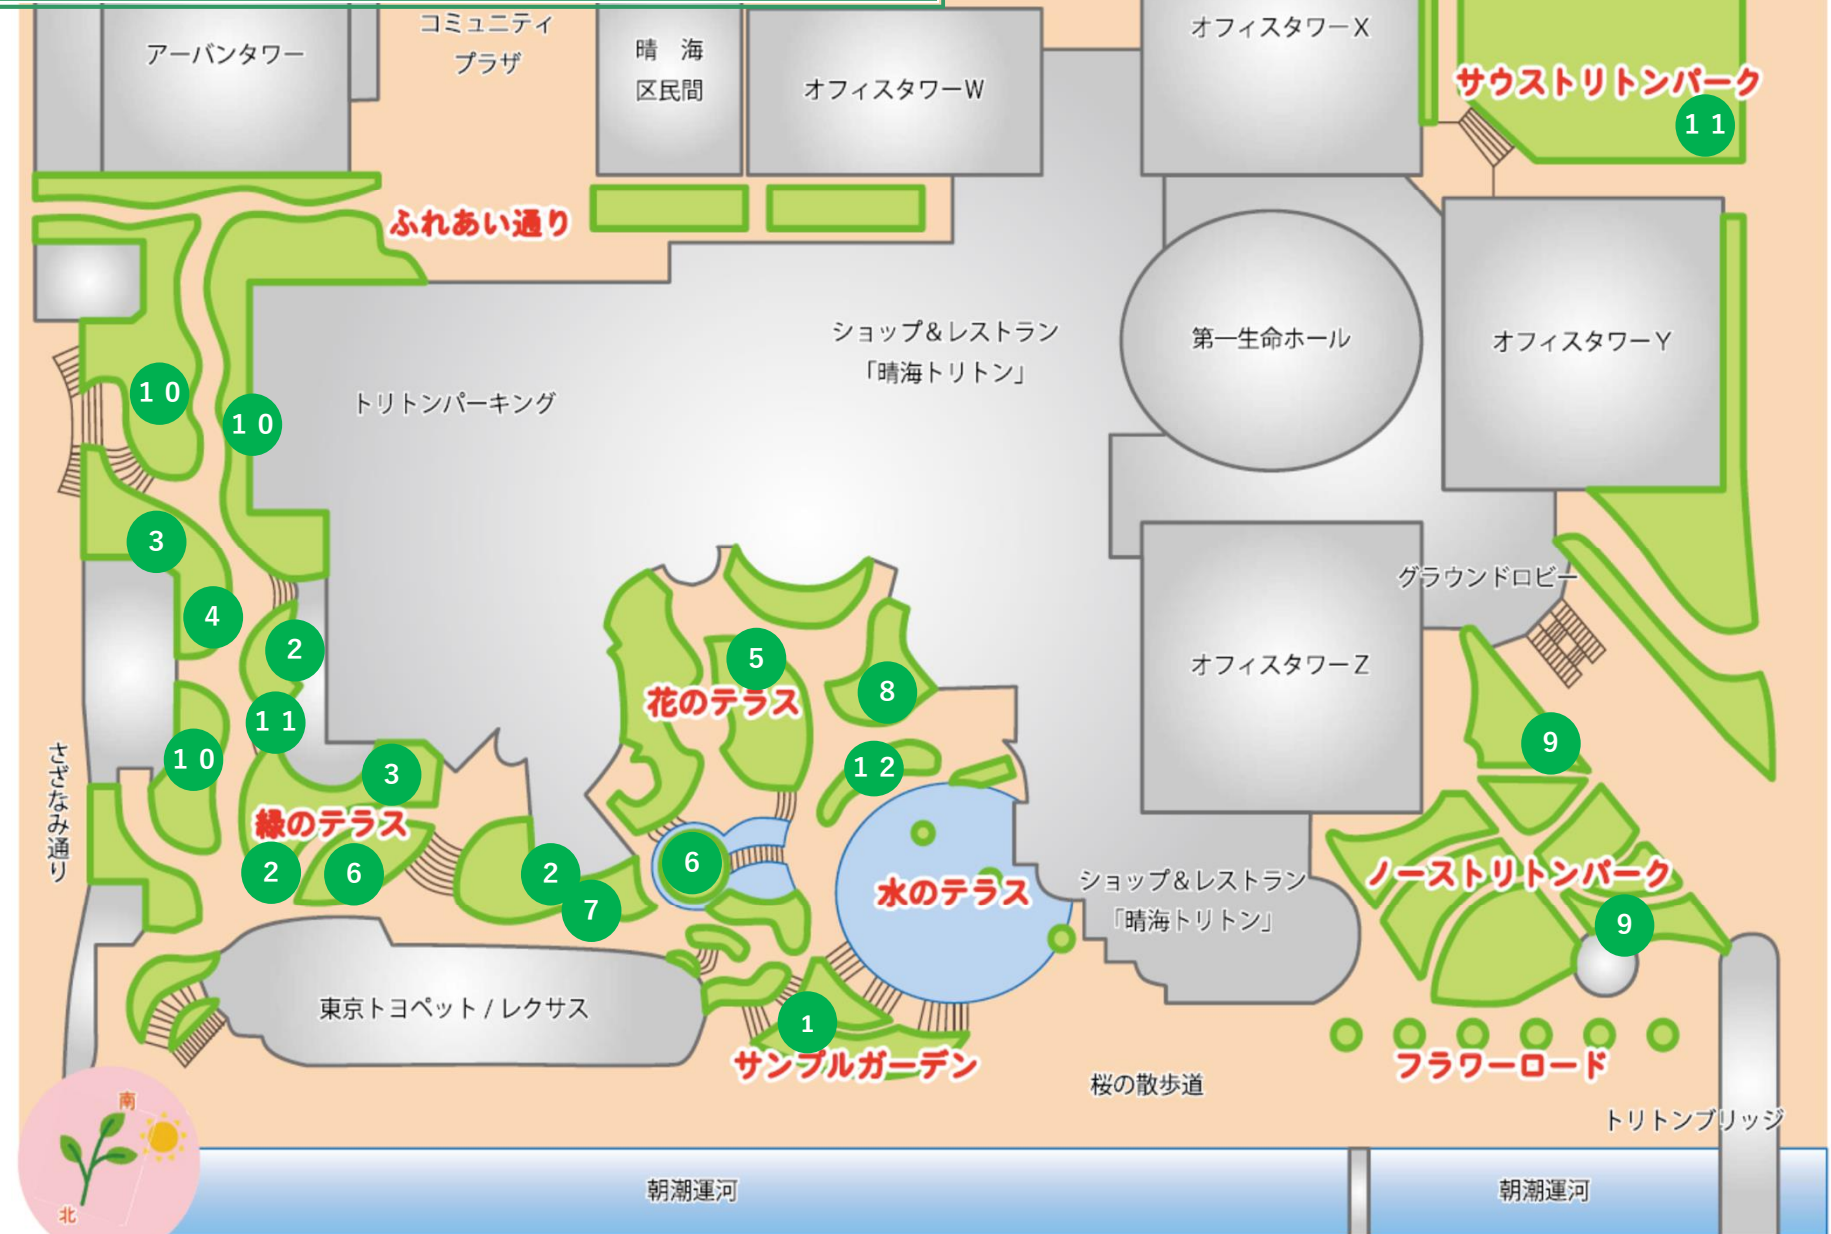 コミュニティ
プラザ
アーバンタワー
晴 海
区民間
オフィスタワーW
オフィスタワーX
サウストリトンパーク
11
ふれあい通り
ショップ&レストラン
「晴海トリトン」
第一生命ホール
オフィスタワーY
10
10
トリトンパーキング
3
4
2
グラウンドロビー
5
花のテラス
8
オフィスタワーZ
11
10
3
12
9
さざなみ通り
緑のテラス
2
6
2
7
6
水のテラス
ショップ&レストラン
「晴海トリトン」
ノーストリトンパーク
9
東京トヨペット / レクサス
1
サンプルガーデン
フラワーロード
桜の散歩道
トリトンブリッジ
南
北
朝潮運河
朝潮運河